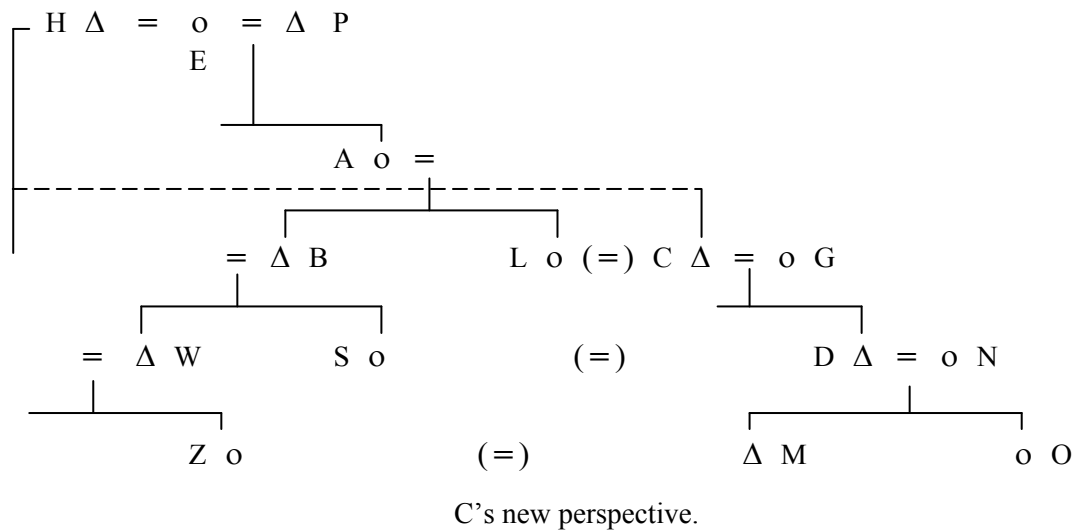 H Δ = o = Δ P
E
A o =
= Δ B L o (=) C Δ = o G
= Δ W S o (=) D Δ = o N
Z o (=) Δ M o O
C's new perspective.